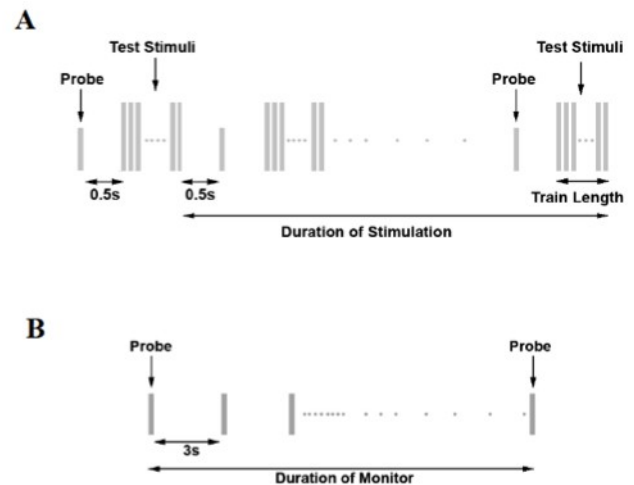 A
Test Stimuli
Test Stimuli
Probe
Probe
0.5s
0.5s
Train Length
Duration of Stimulation
B
Probe
Probe
3s
Duration of Monitor